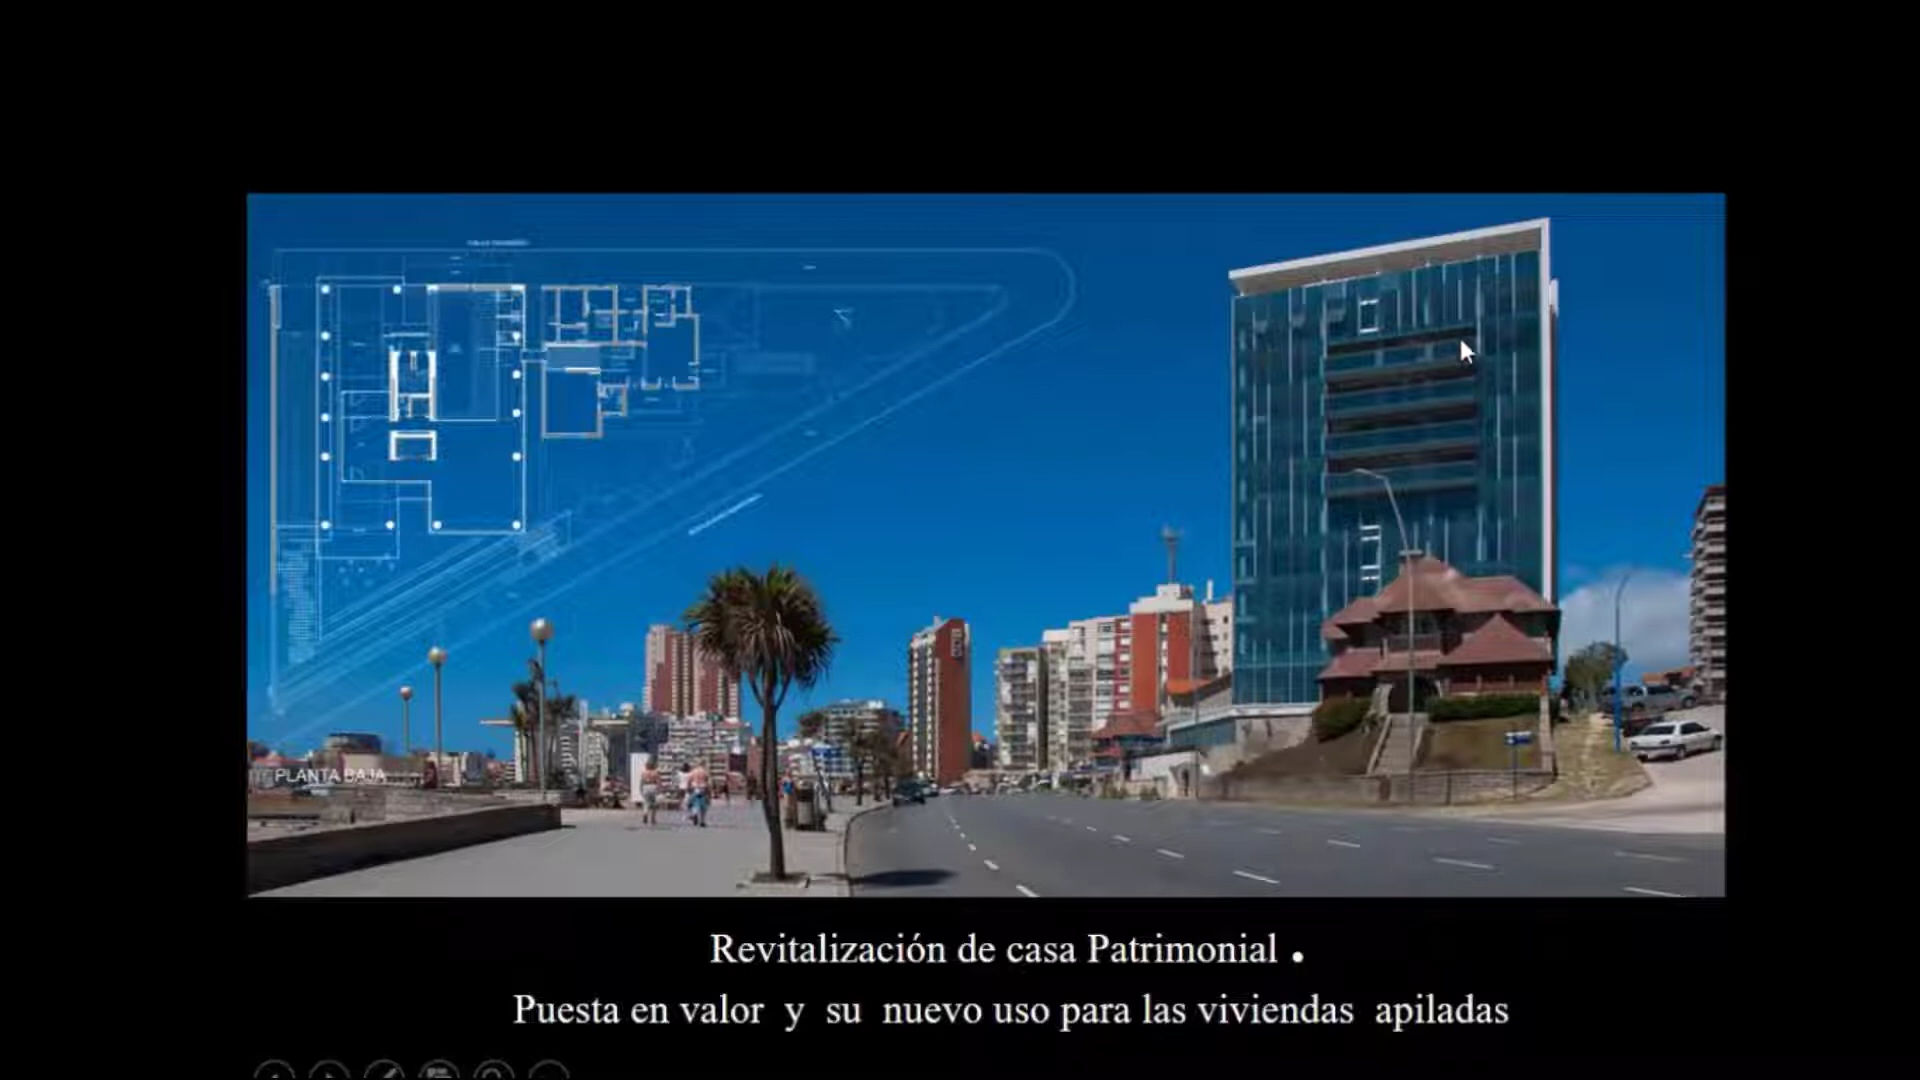 PLANTA BAJA
Revitalización de casa Patrimonial .
Puesta en valor y su nuevo uso para las viviendas apiladas